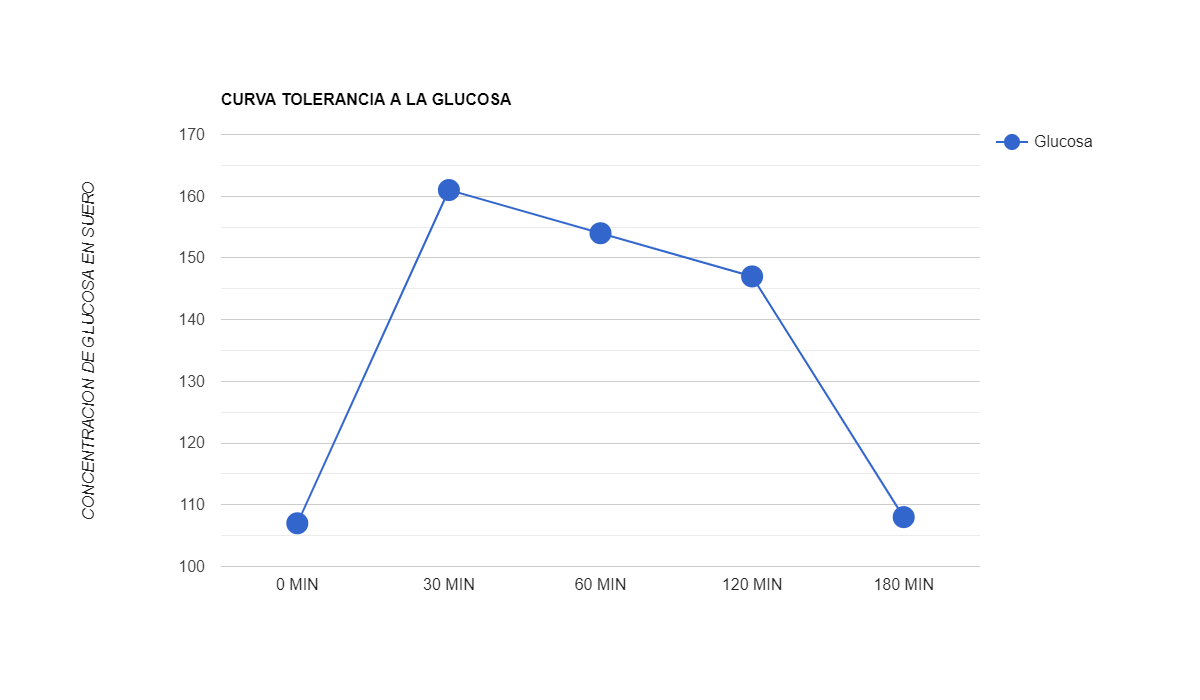 CURVA TOLERANCIA A LA GLUCOSA
Glucosa
CONCENTRACION DE GLUCOSA EN SUERO
170
160
150
140
130
120
110
100
0 MIN
30 MIN
60 MIN
120 MIN
180 MIN